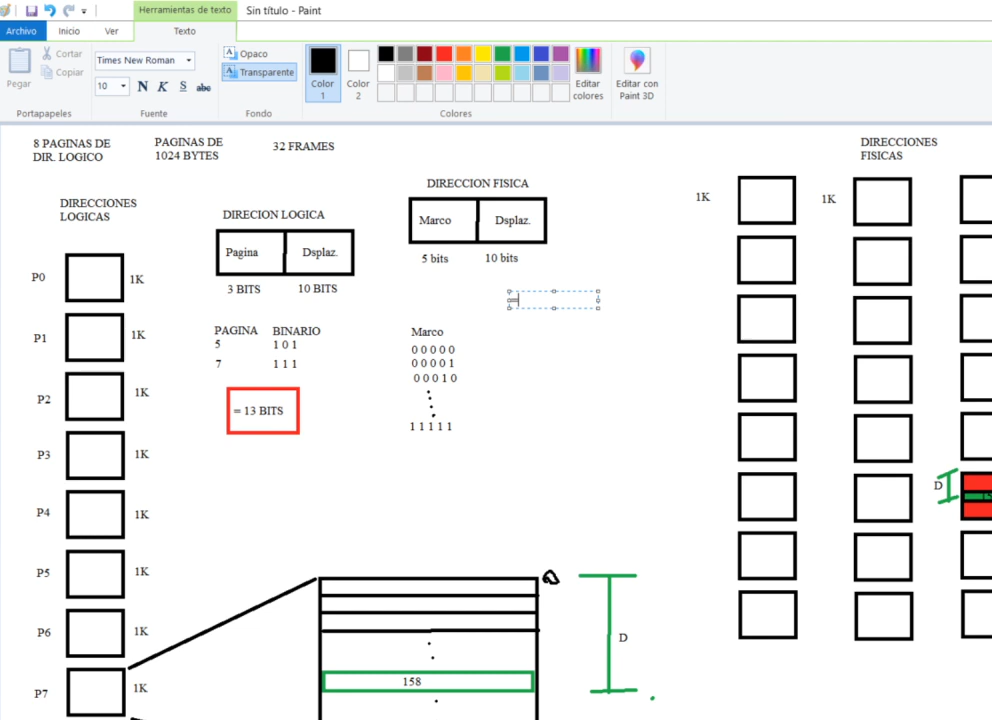 Herramientas de texto
Sin título - Paint
Archivo
Inicio
Ver
Texto
Pegar
Cortar
Copiar
Portapapeles
Times New Roman
10
N K S abc
Fuente
Opaco
Transparente
Fondo
Color
1
Color
2
Colores
Editar
colores
Editar con
Paint 3D
8 PAGINAS DE
DIR. LOGICO
PAGINAS DE
1024 BYTES
32 FRAMES
DIRECCIONES
FISICAS
DIRECCIONES
LOGICAS
DIRECION LOGICA
Pagina
Dsplaz.
3 BITS
10 BITS
DIRECCION FISICA
Marco
Dsplaz.
5 bits
10 bits
=
1K
1K
P0
1K
P1
1K
P2
1K
P3
1K
P4
1K
P5
1K
P6
1K
P7
1K
PAGINA
BINARIO
5
1 0 1
7
1 1 1
= 13 BITS
Marco
0 0 0 0 0
0 0 0 0 1
0 0 0 1 0
1 1 1 1 1
D
158
D